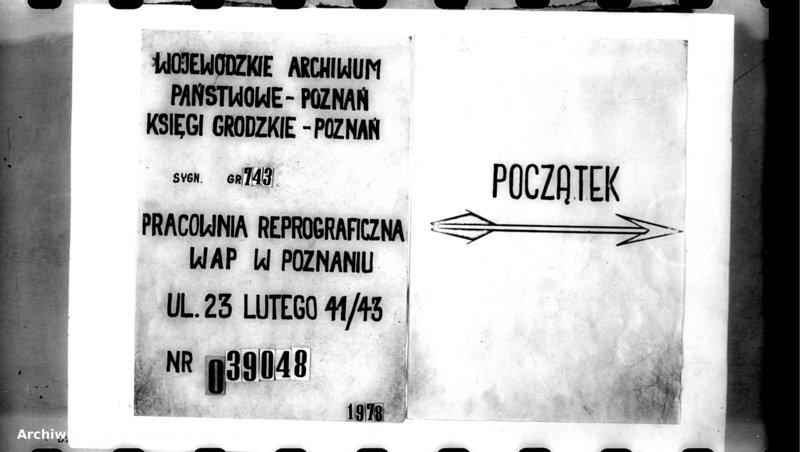 WOJEWÓDZKIE ARCHIWUM
PAŃSTWOWE - POZNAŃ
KSIĘGI GRODZKIE - POZNAŃ
SYGN. GR 743
PRACOWNIA REPROGRAFICZNA
WAP W POZNANIU
UL. 23 LUTEGO 41/43
NR 039048
1978
POCZĄTEK
Archiw